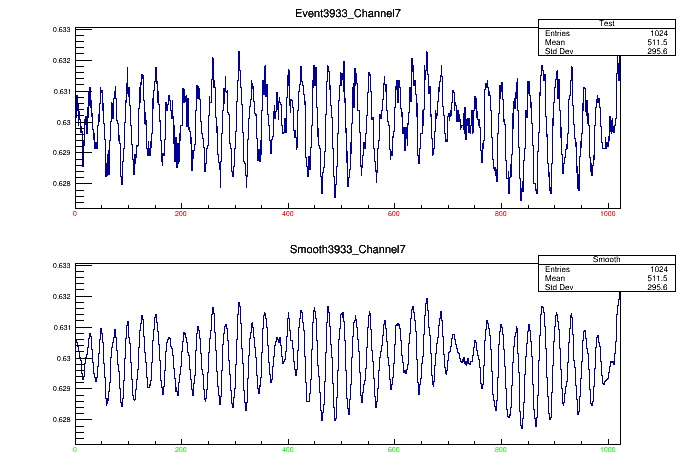 Event3933_Channel7
Test
Entries 1024
Mean 511.5
Std Dev 295.6
0.633
0.632
0.631
0.63
0.629
0.628
0 200 400 600 800 1000
Smooth3933_Channel7
Smooth
Entries 1024
Mean 511.5
Std Dev 295.6
0.633
0.632
0.631
0.63
0.629
0.628
0 200 400 600 800 1000